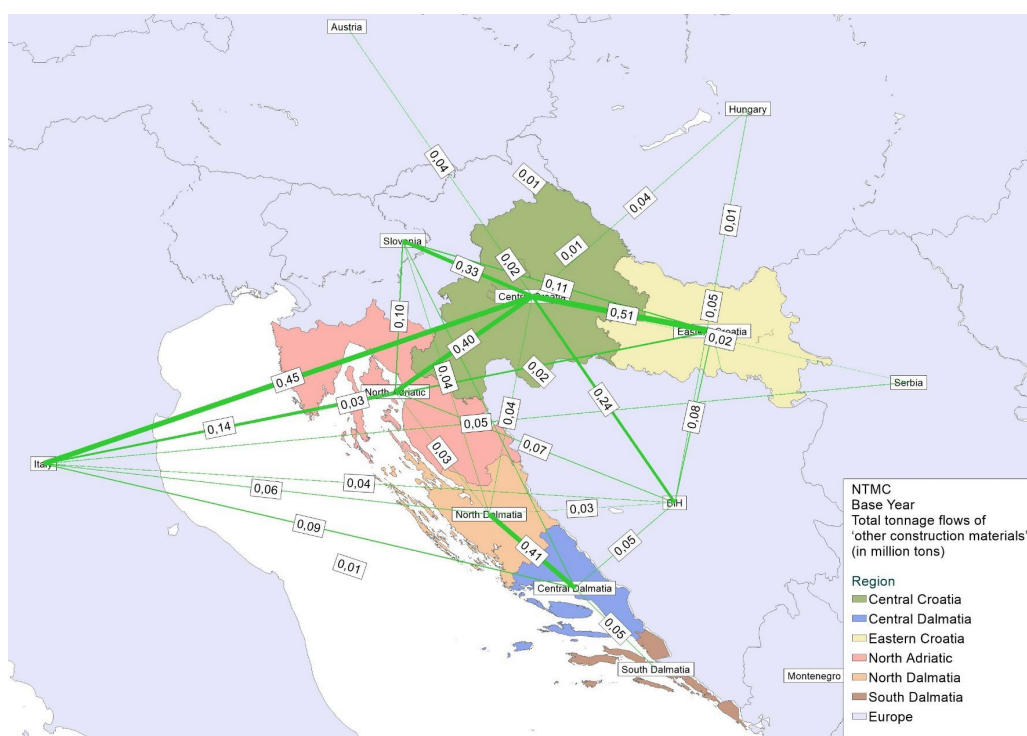 Austria
Hungary
0,04
0,01
0,04
0,01
Slovenia
0,01
0,02
0,33
0,11
0,05
Central Croatia
0,51
0,10
Eastern Croatia
0,02
0,40
0,02
0,04
0,45
Serbia
North Adriatic
0,03
0,24
0,04
0,08
0,05
0,14
0,07
0,03
Italy
0,04
0,06
BIH
0,03
North Dalmatia
0,09
0,41
0,05
0,01
Central Dalmatia
0,05
South Dalmatia
Montenegro
NTMC
Base Year
Total tonnage flows of
'other construction materials'
(in million tons)
Region
Central Croatia
Central Dalmatia
Eastern Croatia
North Adriatic
North Dalmatia
South Dalmatia
Europe